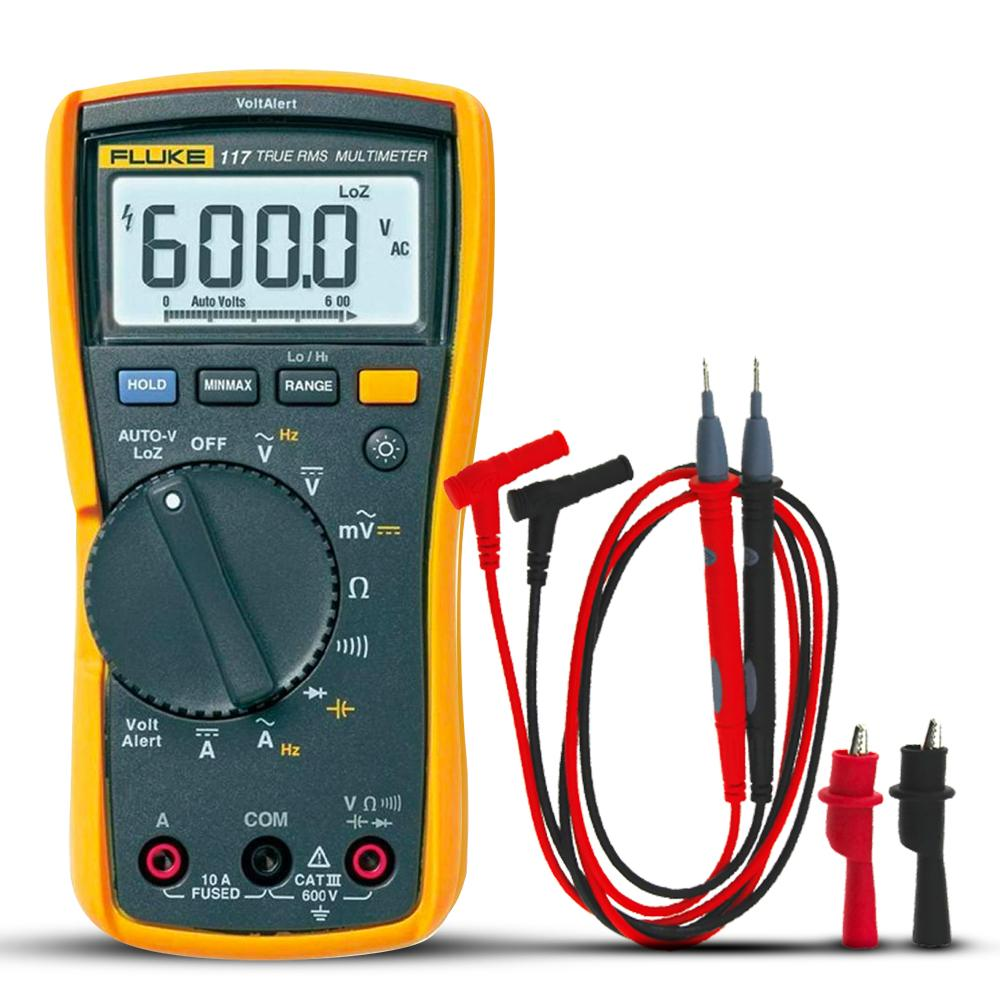 VoltAlert
FLUKE 117 TRUE RMS MULTIMETER
LoZ
600.0 V AC
0 Auto Volts 6 00
Lo / Hi
HOLD MINMAX RANGE
AUTO-V LoZ
OFF
V Hz
V
mV
Ω
Volt Alert
A
A Hz
A COM V Ω
10 A FUSED
CAT III 600 V